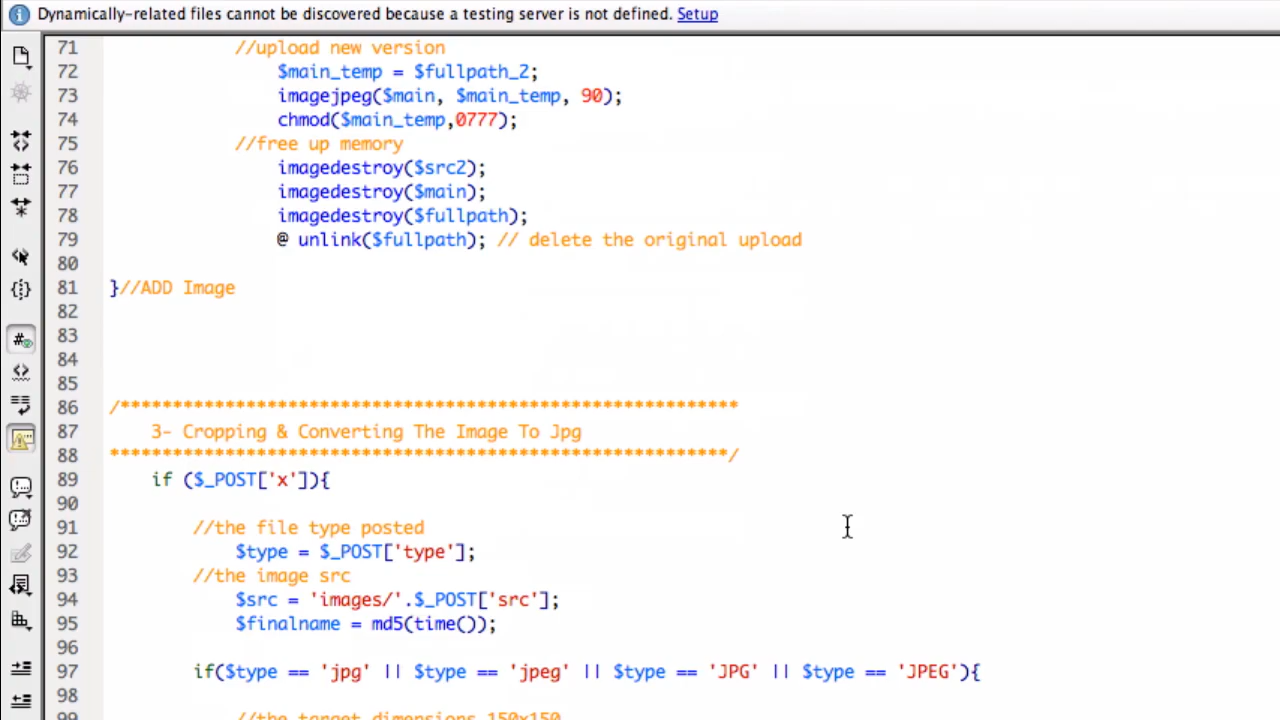 Dynamically-related files cannot be discovered because a testing server is not defined. Setup
71 //upload new version
72 $main_temp = $fullpath_2;
73 imagejpeg($main, $main_temp, 90);
74 chmod($main_temp,0777);
75 //free up memory
76 imagedestroy($src2);
77 imagedestroy($main);
78 imagedestroy($fullpath);
79 @ unlink($fullpath); // delete the original upload
80
81 }//ADD Image
82
83
84
85
86 /***********************************************************
87 3- Cropping & Converting The Image To Jpg
88 ***********************************************************/
89 if ($_POST['x']){
90
91 //the file type posted
92 $type = $_POST['type'];
93 //the image src
94 $src = 'images/'.$_POST['src'];
95 $finalname = md5(time());
96
97 if($type == 'jpg' || $type == 'jpeg' || $type == 'JPG' || $type == 'JPEG'){
98
99 //the target dimensions 150x150